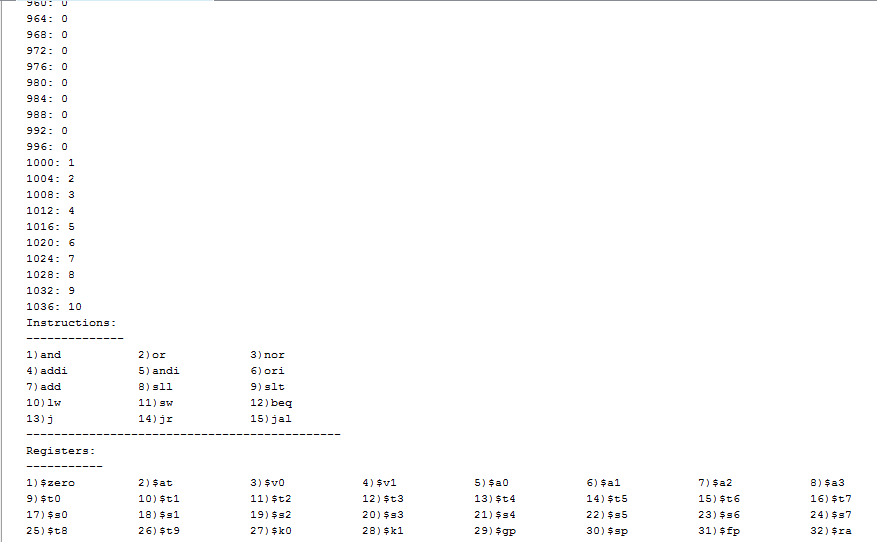 960: 0
964: 0
968: 0
972: 0
976: 0
980: 0
984: 0
988: 0
992: 0
996: 0
1000: 1
1004: 2
1008: 3
1012: 4
1016: 5
1020: 6
1024: 7
1028: 8
1032: 9
1036: 10
Instructions:
--------------
1)and 2)or 3)nor
4)addi 5)andi 6)ori
7)add 8)sll 9)slt
10)lw 11)sw 12)beq
13)j 14)jr 15)jal
---------------------------------------------
Registers:
-----------
1)$zero 2)$at 3)$v0 4)$v1 5)$a0 6)$a1 7)$a2 8)$a3
9)$t0 10)$t1 11)$t2 12)$t3 13)$t4 14)$t5 15)$t6 16)$t7
17)$s0 18)$s1 19)$s2 20)$s3 21)$s4 22)$s5 23)$s6 24)$s7
25)$t8 26)$t9 27)$k0 28)$k1 29)$gp 30)$sp 31)$fp 32)$ra